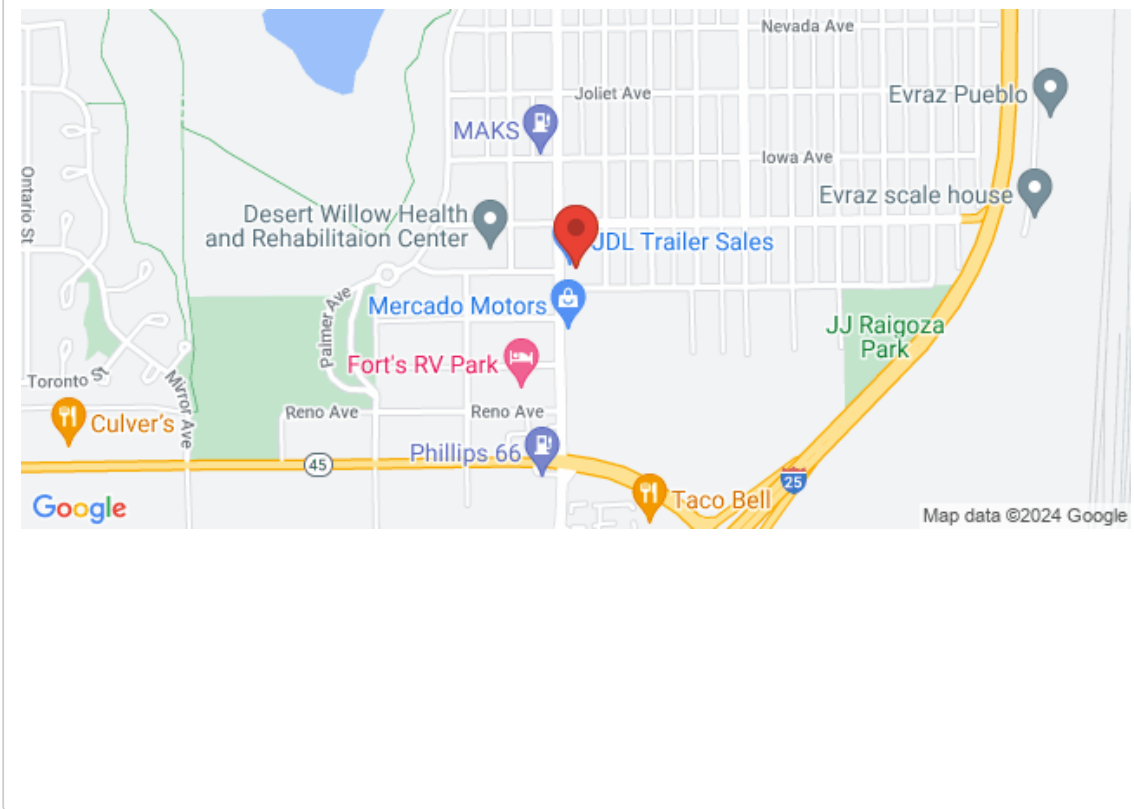 Nevada Ave
Joliet Ave
Evraz Pueblo
MAKS
Iowa Ave
Ontario St
Evraz scale house
Desert Willow Health
and Rehabilitaion Center
JDL Trailer Sales
Mercado Motors
Palmer Ave
JJ Raigoza
Park
Fort's RV Park
Toronto St
Mirror Ave
Culver's
Reno Ave
Reno Ave
Phillips 66
45
25
Taco Bell
Google
Map data ©2024 Google